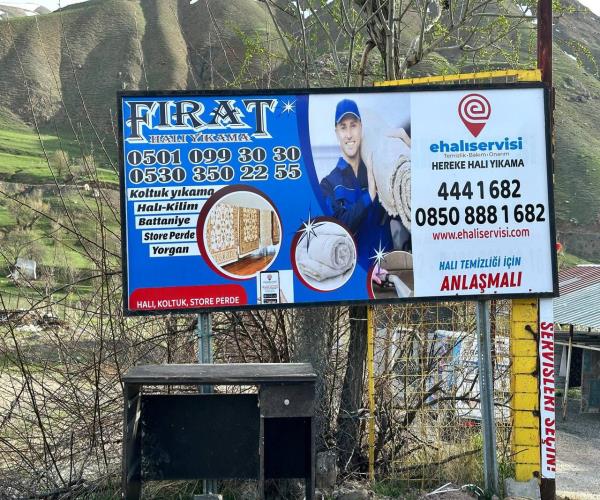 FIRAT
HALI YIKAMA
0501 099 30 30
0530 350 22 55
Koltuk yıkama
Halı-Kilim
Battaniye
Store Perde
Yorgan
HALI, KOLTUK, STORE PERDE
ehalıservisi
Temizlik - Bakım - Onarım
HEREKE HALI YIKAMA
444 1 682
0850 888 1 682
www.ehaliservisi.com
HALI TEMİZLİĞİ İÇİN
ANLAŞMALI
SERVİSLERİ SEÇİN!